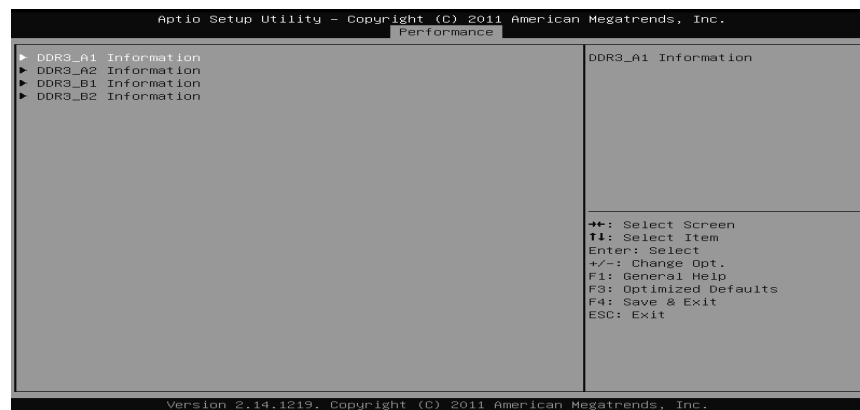 Aptio Setup Utility – Copyright (C) 2011 American Megatrends, Inc.
Performance
► DDR3_A1 Information
► DDR3_A2 Information
► DDR3_B1 Information
► DDR3_B2 Information
DDR3_A1 Information
→←: Select Screen
↑↓: Select Item
Enter: Select
+/-: Change Opt.
F1: General Help
F3: Optimized Defaults
F4: Save & Exit
ESC: Exit
Version 2.14.1219. Copyright (C) 2011 American Megatrends, Inc.